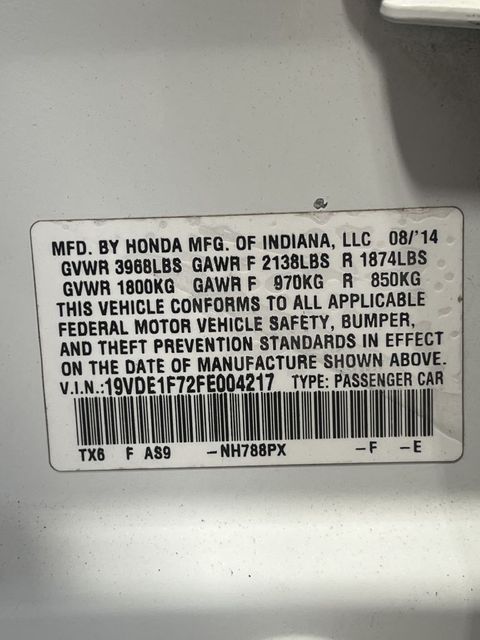 MFD. BY HONDA MFG. OF INDIANA, LLC 08/'14
GVWR 3968LBS GAWR F 2138LBS R 1874LBS
GVWR 1800KG GAWR F 970KG R 850KG
THIS VEHICLE CONFORMS TO ALL APPLICABLE
FEDERAL MOTOR VEHICLE SAFETY, BUMPER,
AND THEFT PREVENTION STANDARDS IN EFFECT
ON THE DATE OF MANUFACTURE SHOWN ABOVE.
V.I.N.:19VDE1F72FE004217 TYPE: PASSENGER CAR
TX6 F AS9 -NH788PX -F -E